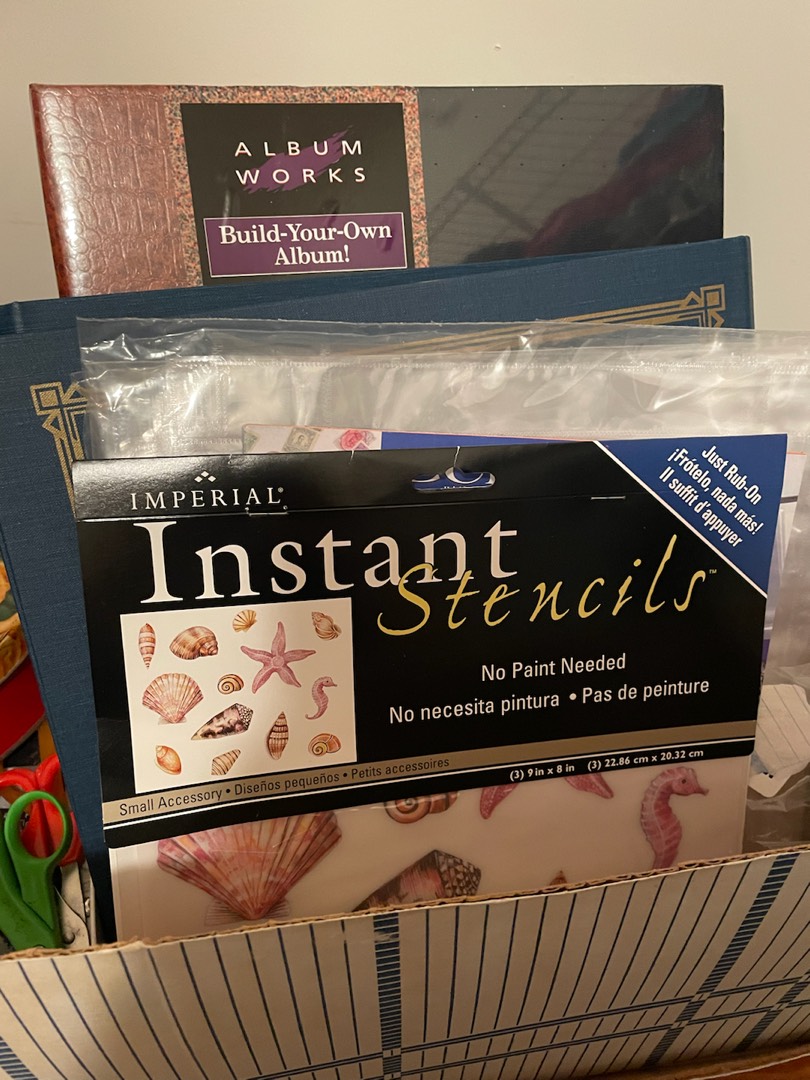 ALBUM
WORKS
Build-Your-Own
Album!
IMPERIAL®
Instant
Stencils™
Just Rub-On
¡Frótelo, nada más!
Il suffit d'appuyer
No Paint Needed
No necesita pintura • Pas de peinture
Small Accessory • Diseños pequeños • Petits accessoires
(3) 9 in x 8 in (3) 22.86 cm x 20.32 cm